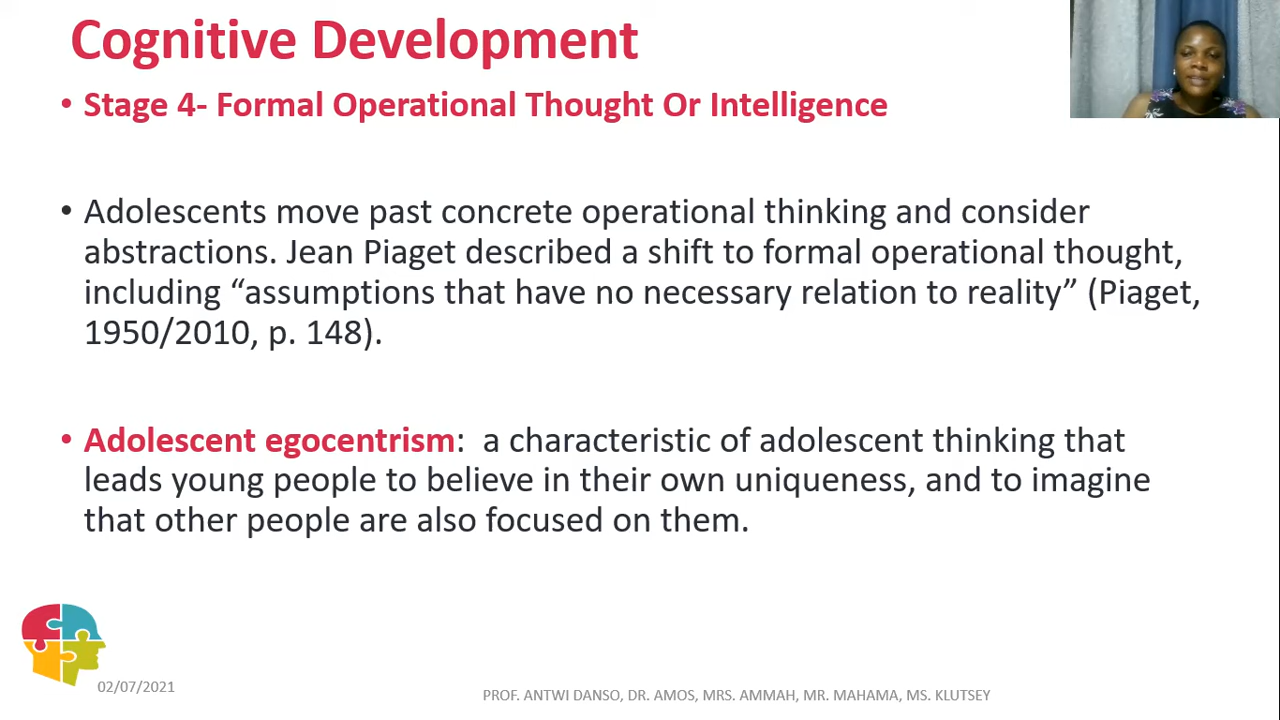 Cognitive Development
• Stage 4- Formal Operational Thought Or Intelligence
• Adolescents move past concrete operational thinking and consider
abstractions. Jean Piaget described a shift to formal operational thought,
including “assumptions that have no necessary relation to reality” (Piaget,
1950/2010, p. 148).
• Adolescent egocentrism: a characteristic of adolescent thinking that
leads young people to believe in their own uniqueness, and to imagine
that other people are also focused on them.
02/07/2021
PROF. ANTWI DANSO, DR. AMOS, MRS. AMMAH, MR. MAHAMA, MS. KLUTSEY